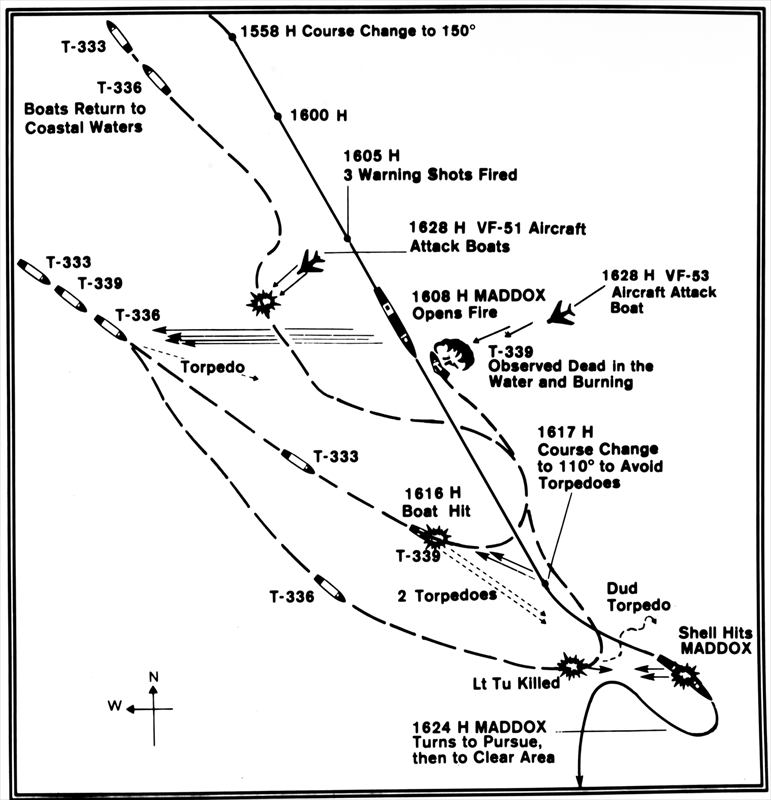 1558 H Course Change to 150°
T-333
T-336
Boats Return to
Coastal Waters
1600 H
1605 H
3 Warning Shots Fired
1628 H VF-51 Aircraft
Attack Boats
T-333
T-339
T-336
1608 H MADDOX
Opens Fire
1628 H VF-53
Aircraft Attack
Boat
T-339
Observed Dead in the
Water and Burning
Torpedo
T-333
1617 H
Course Change
to 110° to Avoid
Torpedoes
1616 H
Boat Hit
T-339
T-336
2 Torpedoes
Dud
Torpedo
Shell Hits
MADDOX
Lt Tu Killed
N
W
1624 H MADDOX
Turns to Pursue,
then to Clear Area